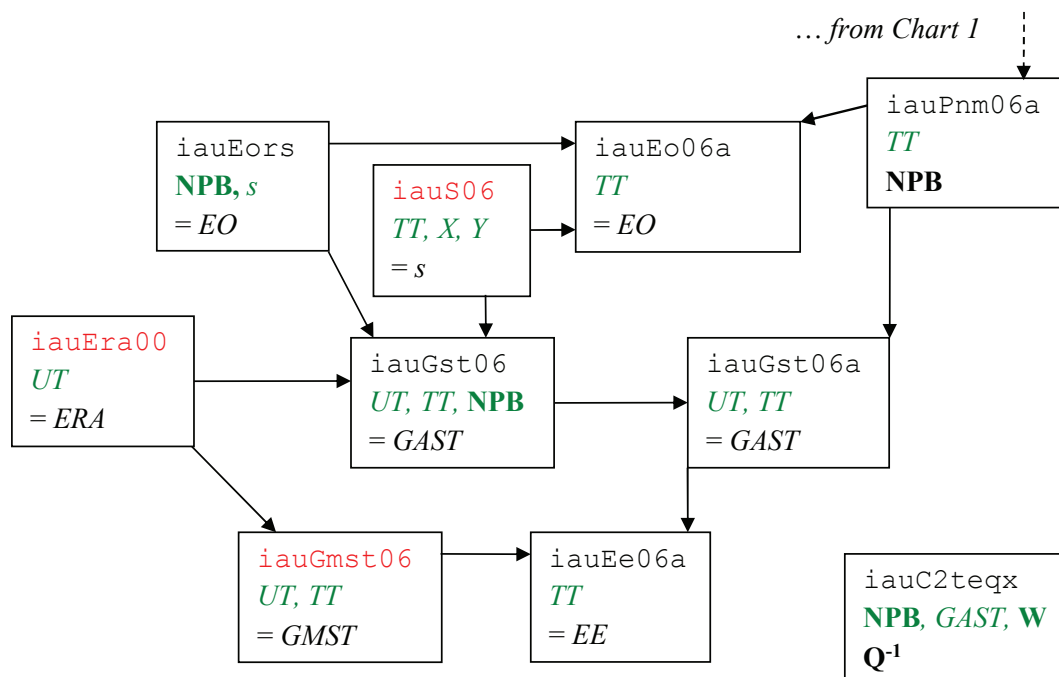 … from Chart 1
iauPnm06a
TT
NPB
iauEors
NPB, s
= EO
iauS06
TT, X, Y
= s
iauEo06a
TT
= EO
iauEra00
UT
= ERA
iauGst06
UT, TT, NPB
= GAST
iauGst06a
UT, TT
= GAST
iauGmst06
UT, TT
= GMST
iauEe06a
TT
= EE
iauC2teqx
NPB, GAST, W
Q⁻¹